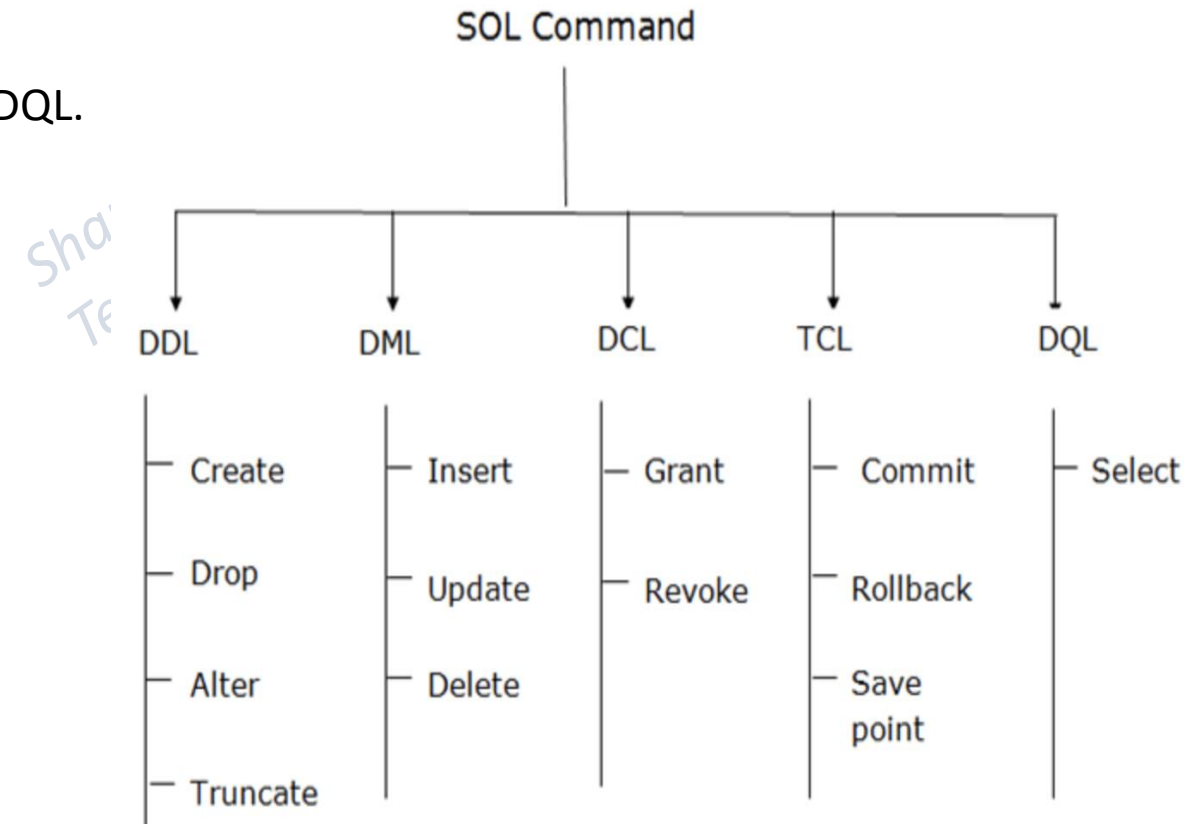 SOL Command
DQL.
DDL
DML
DCL
TCL
DQL
Create
Drop
Alter
Truncate
Insert
Update
Delete
Grant
Revoke
Commit
Rollback
Save
point
Select